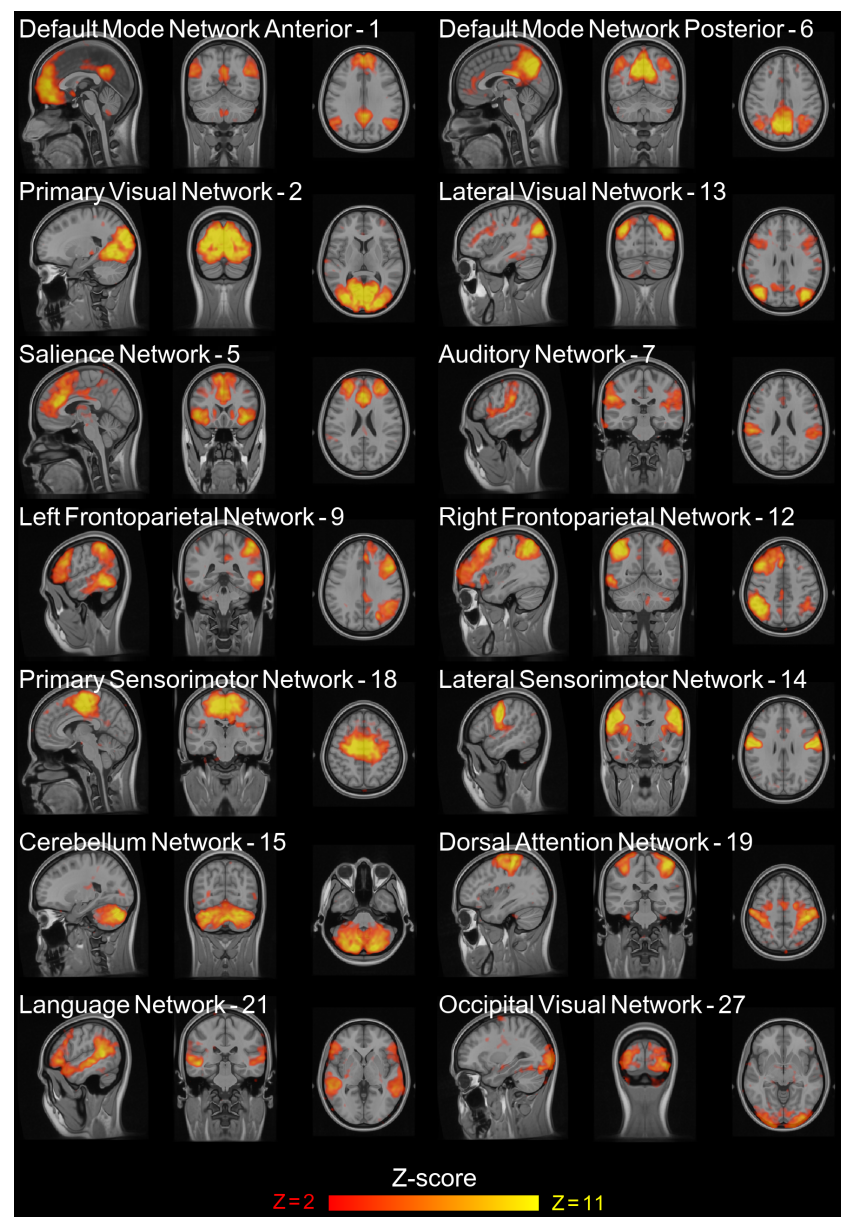 Default Mode Network Anterior - 1
Default Mode Network Posterior - 6
Primary Visual Network - 2
Lateral Visual Network - 13
Salience Network - 5
Auditory Network - 7
Left Frontoparietal Network - 9
Right Frontoparietal Network - 12
Primary Sensorimotor Network - 18
Lateral Sensorimotor Network - 14
Cerebellum Network - 15
Dorsal Attention Network - 19
Language Network - 21
Occipital Visual Network - 27
Z-score
Z = 2
Z = 11